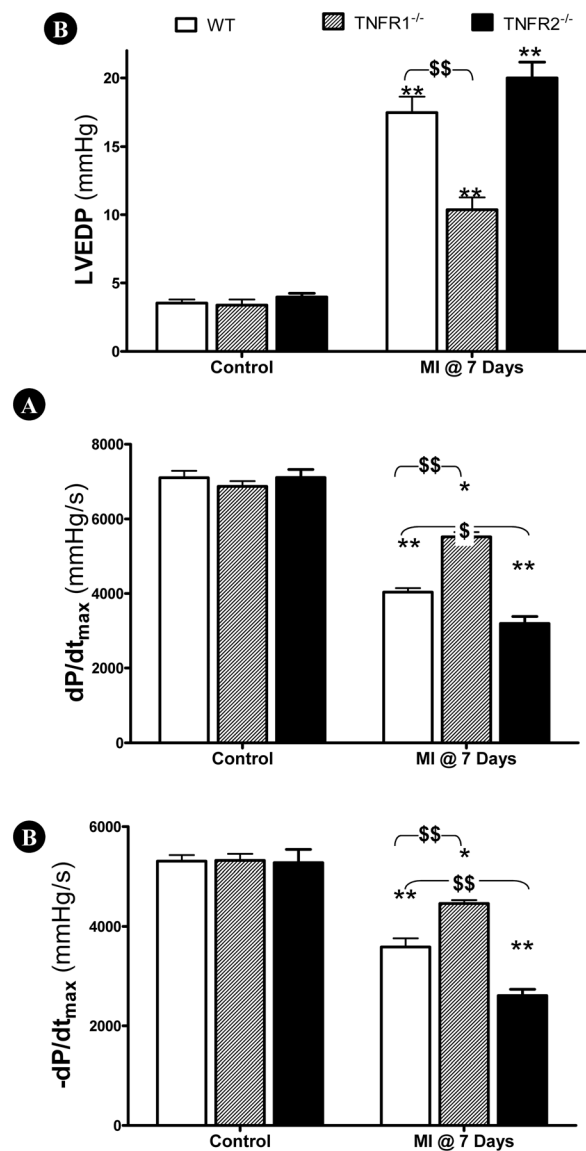 B WT TNFR1-/- TNFR2-/-
LVEDP (mmHg)
20
15
10
5
0
** $$ ** **
Control MI @ 7 Days
A
dP/dtmax (mmHg/s)
8000
6000
4000
2000
0
$$ *
** $ **
Control MI @ 7 Days
B
-dP/dtmax (mmHg/s)
6000
4000
2000
0
$$ *
** $$ **
Control MI @ 7 Days